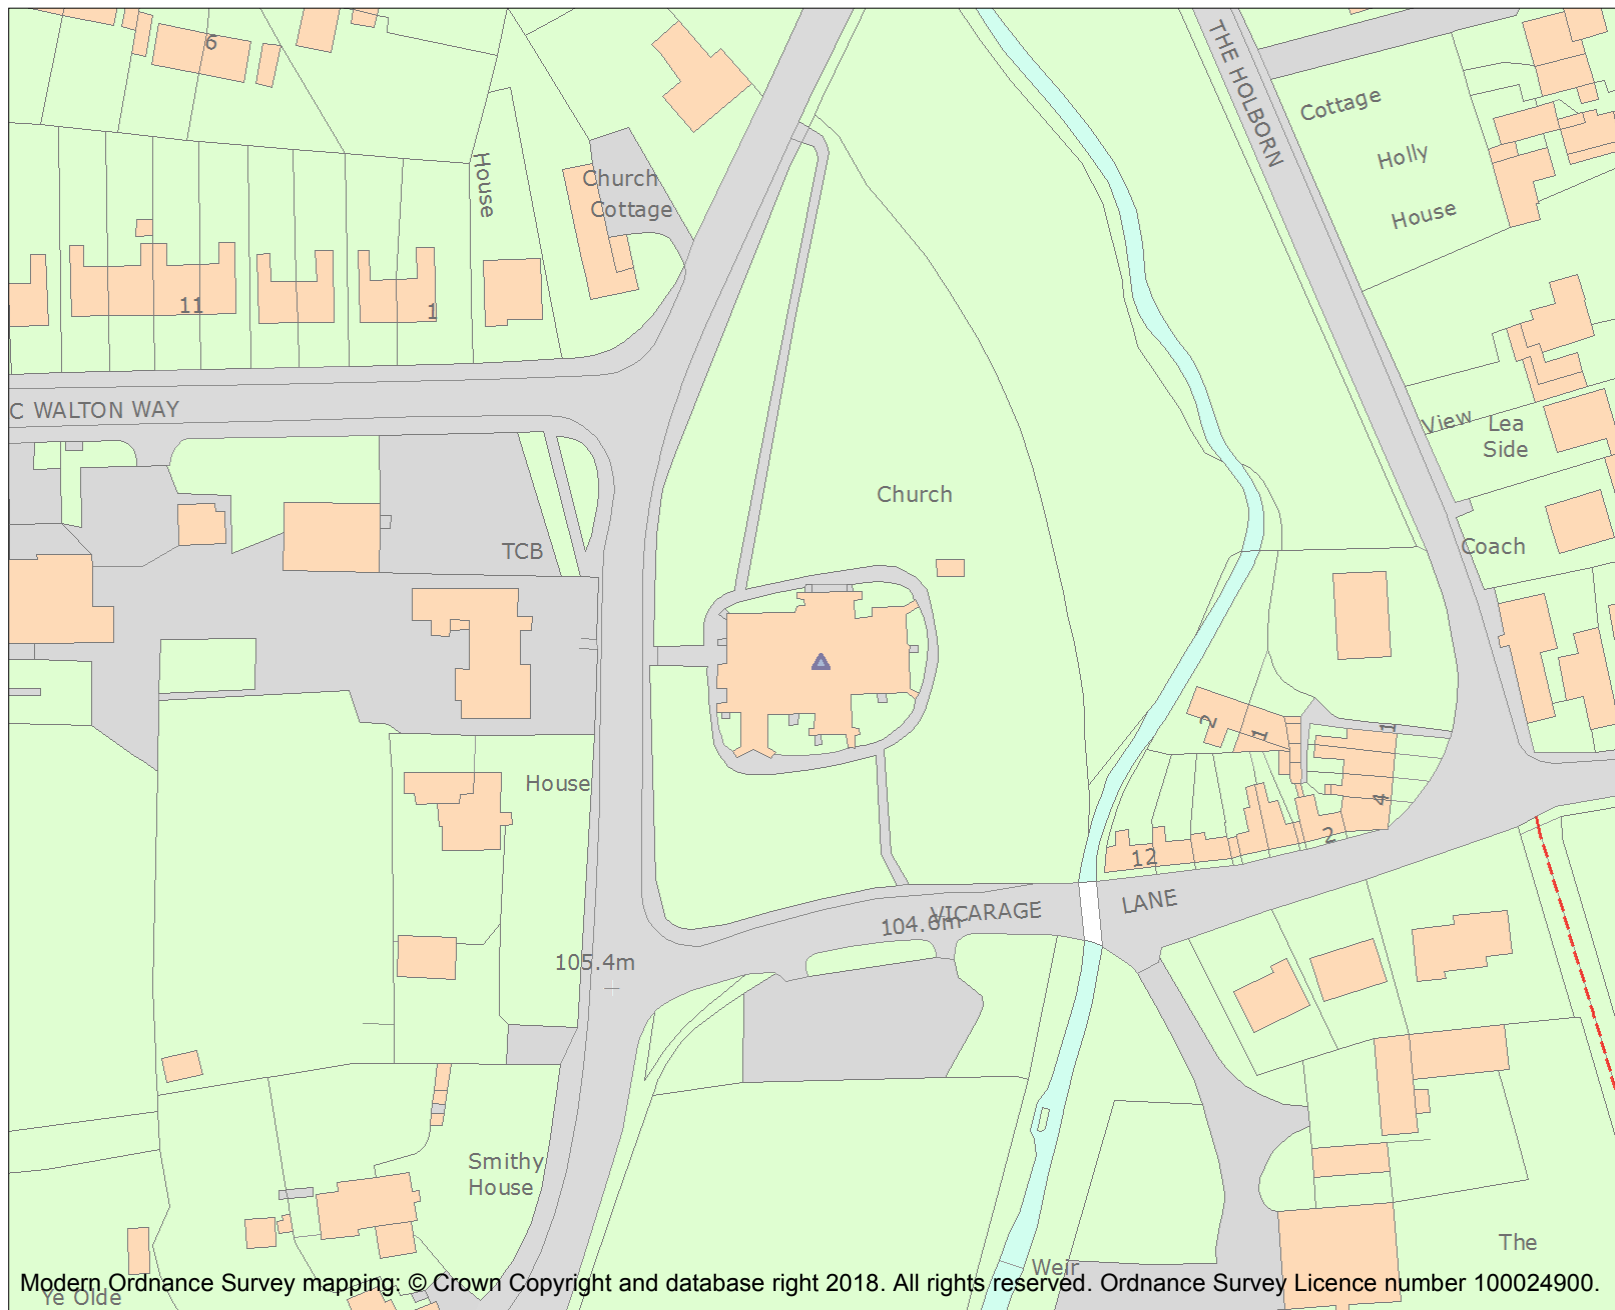 6
THE HOLBORN
Cottage
Holly
House
House
Church
Cottage
11
1
C WALTON WAY
View
Lea
Side
Church
TCB
Coach
2
1
1
4
2
12
House
VICARAGE
LANE
104.6m
105.4m
Smithy
House
The
Weir
Ye Olde
Modern Ordnance Survey mapping: © Crown Copyright and database right 2018. All rights reserved. Ordnance Survey Licence number 100024900.